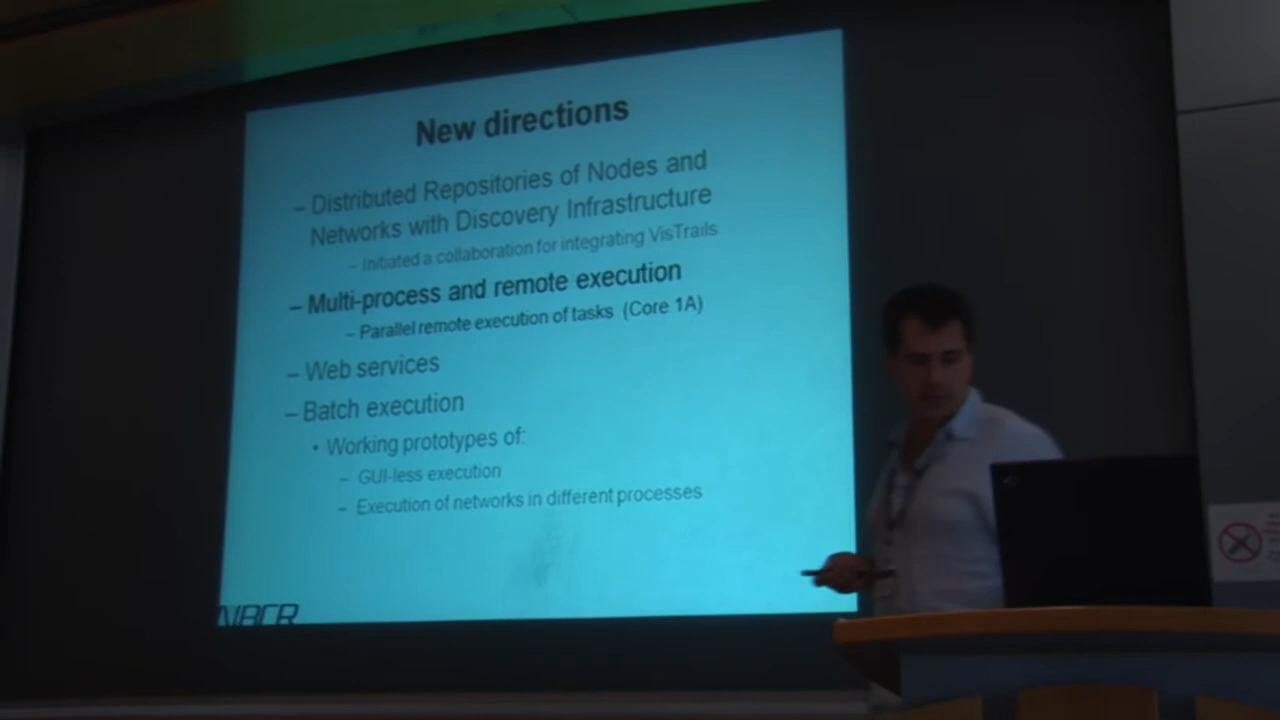 New directions
– Distributed Repositories of Nodes and
Networks with Discovery Infrastructure
– Initiated a collaboration for integrating VisTrails
– Multi-process and remote execution
– Parallel remote execution of tasks (Core 1A)
– Web services
– Batch execution
• Working prototypes of:
– GUI-less execution
– Execution of networks in different processes
NBCR